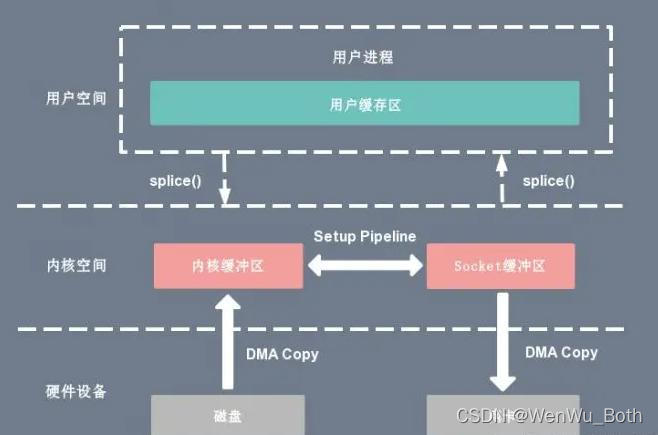 用户进程
用户空间
用户缓存区
splice()
splice()
Setup Pipeline
内核空间
内核缓冲区
Socket缓冲区
DMA Copy
DMA Copy
硬件设备
磁盘
CSDN @WenWu_Both